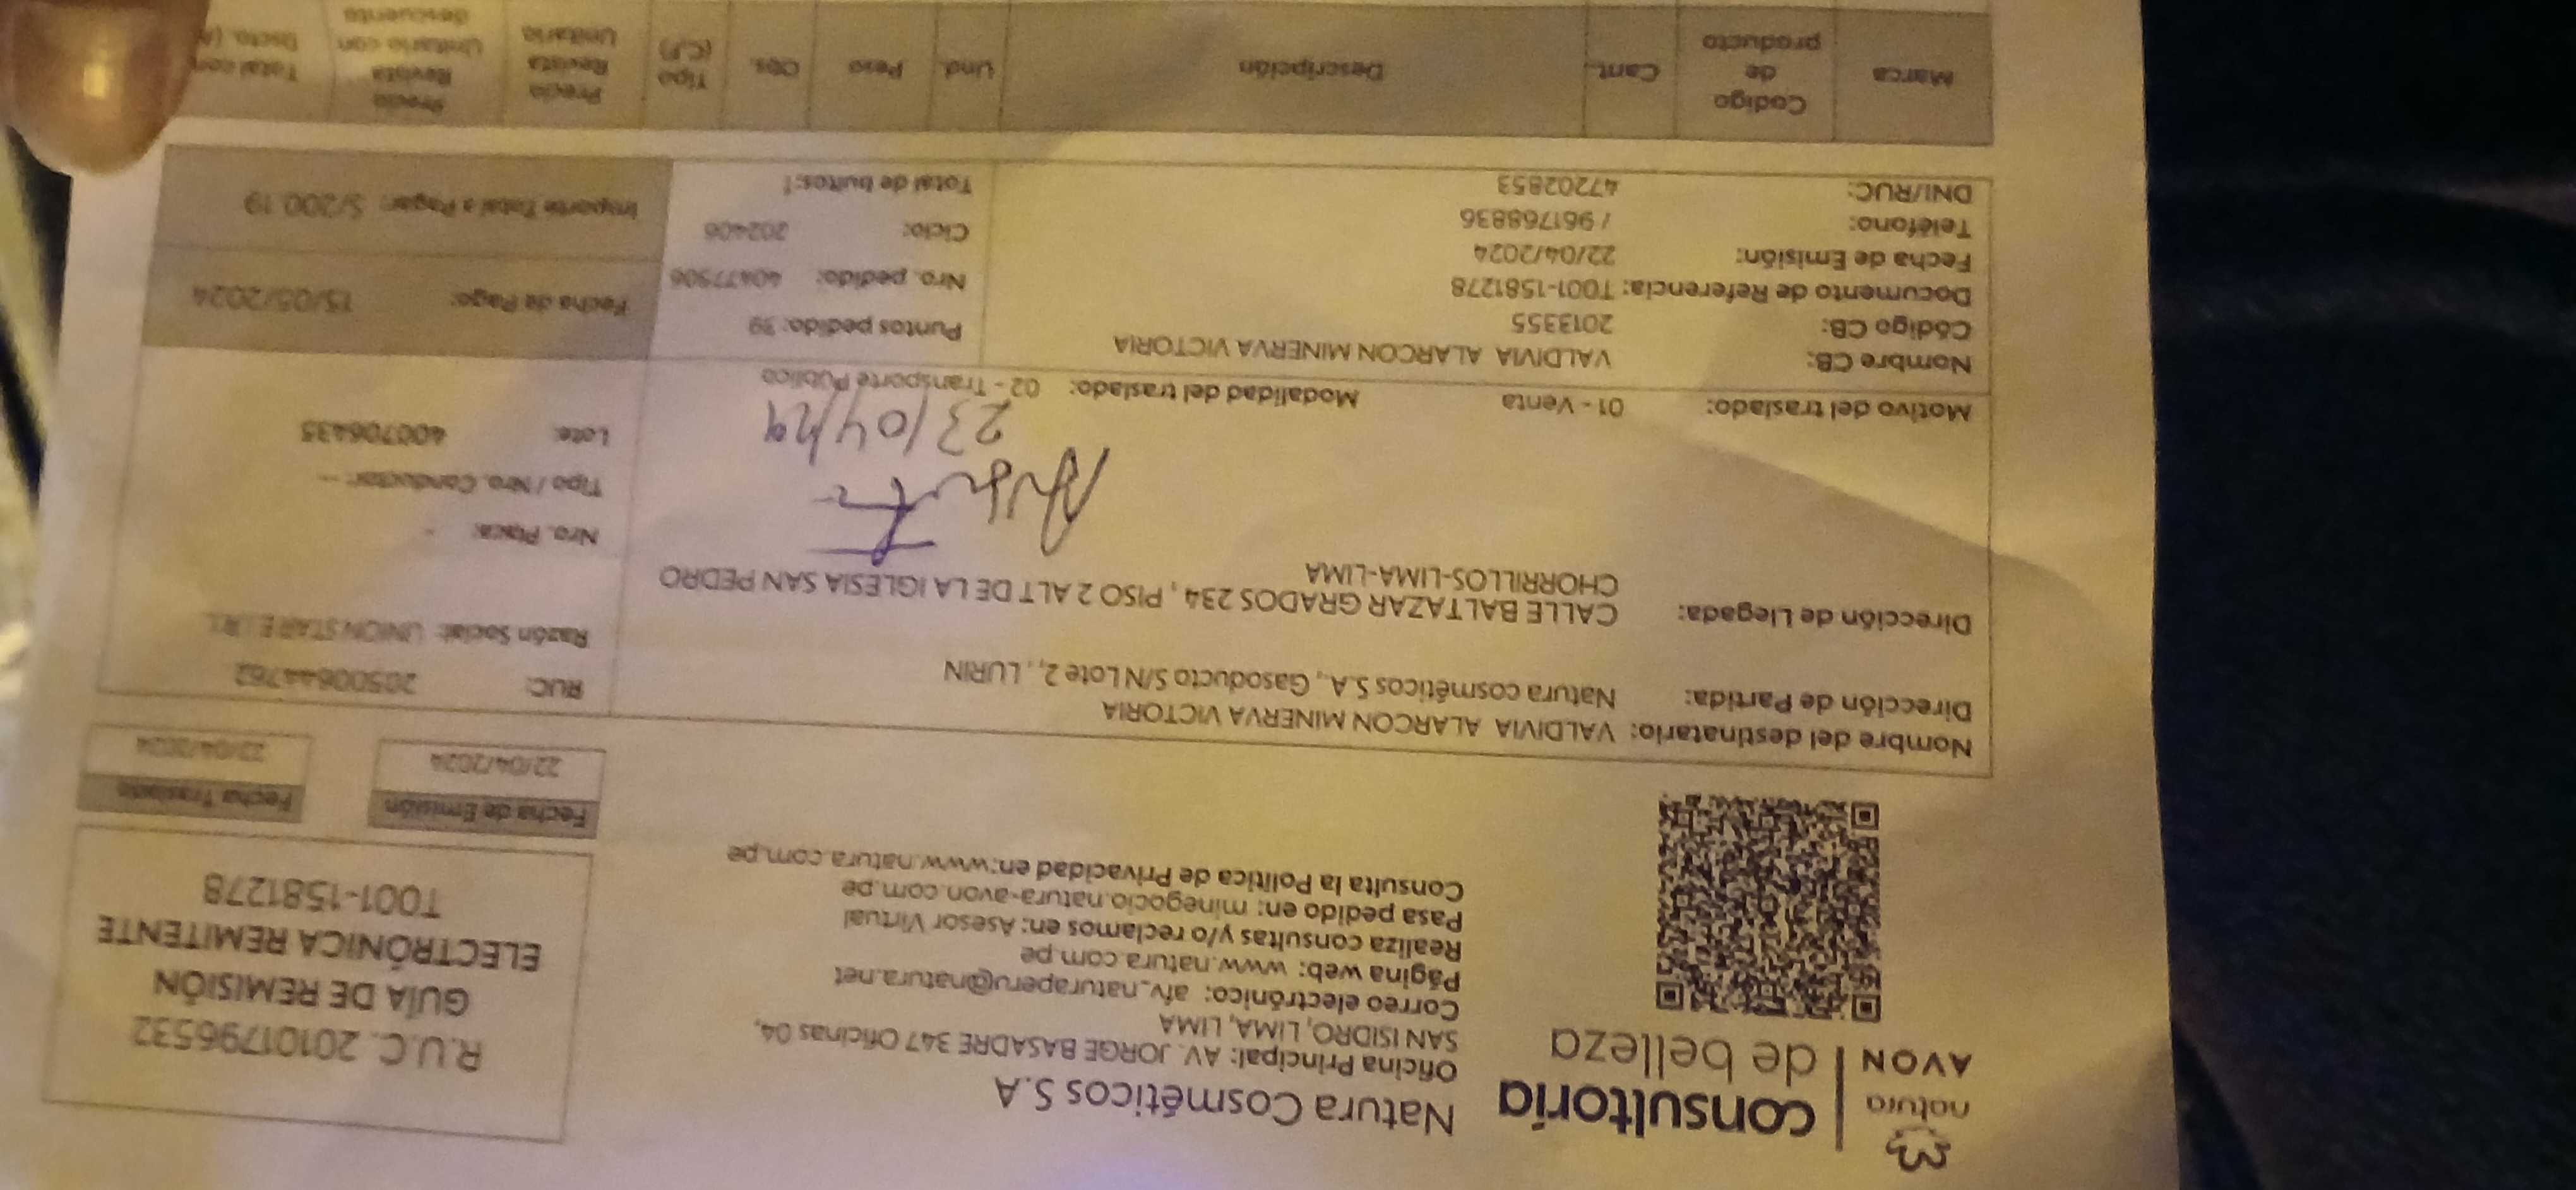 natura
AVON
consultoría
de belleza
Natura Cosméticos S.A
Oficina Principal: AV. JORGE BASADRE 347 Oficinas 04,
SAN ISIDRO, LIMA, LIMA
Correo electrónico: afv_naturaperu@natura.net
Página web: www.natura.com.pe
Realiza consultas y/o reclamos en: Asesor Virtual
Pasa pedido en: minegocio.natura-avon.com.pe
Consulta la Política de Privacidad en: www.natura.com.pe
R.U.C. 20101796532
GUÍA DE REMISIÓN
ELECTRÓNICA REMITENTE
T001-1581278
Fecha de Emisión
22/04/2024
Fecha Traslado
22/04/2024
Nombre del destinatario: VALDIVIA ALARCON MINERVA VICTORIA
Dirección de Partida: Natura cosméticos S.A., Gasoducto S/N Lote 2, , LURIN
Dirección de Llegada: CALLE BALTAZAR GRADOS 234 , PISO 2 ALT DE LA IGLESIA SAN PEDRO
CHORRILLOS-LIMA-LIMA
RUC: 20500644762
Razón Social: UNION STAR E.I.R.L
Nro. Placa: -
Tipo / Nro. Conductor: --
Lote: 400706435
23/04/24
Motivo del traslado: 01 - Venta Modalidad del traslado: 02 - Transporte Público
Nombre CB: VALDIVIA ALARCON MINERVA VICTORIA
Código CB: 2013355
Documento de Referencia: T001-1581278
Fecha de Emisión: 22/04/2024
Teléfono: / 961768836
DNI/RUC: 47202853
Puntos pedido: 39
Nro. pedido: 40477506
Ciclo: 202406
Total de bultos: 1
Fecha de Pago: 15/05/2024
Importe Total a Pagar: S/200.19
Marca
Codigo de producto
Cant.
Descripción
Und.
Peso
Obs.
Tipo (C,F)
Precio Revista Unitario
Precio Revista Unitario con descuento
Total con Dscto.